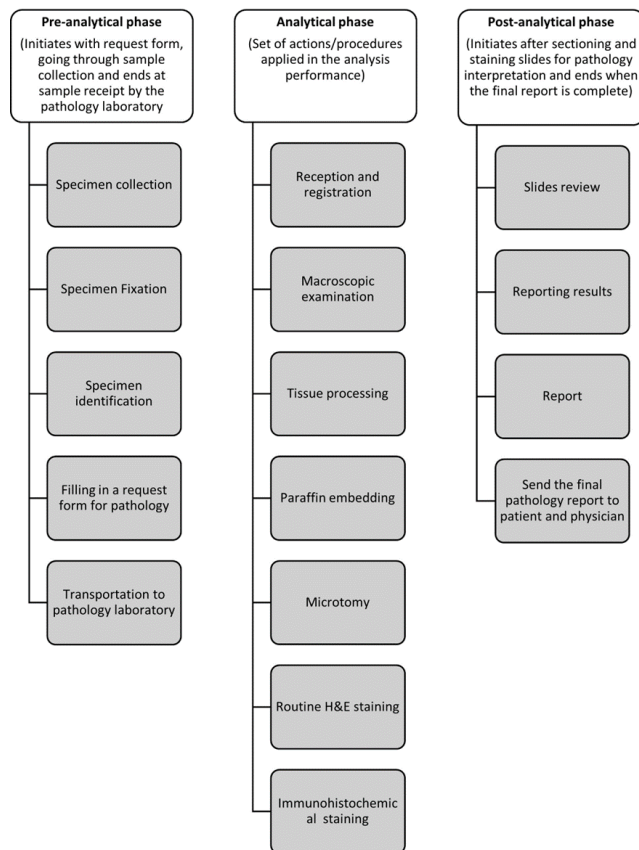 Pre-analytical phase
(Initiates with request form,
going through sample
collection and ends at
sample receipt by the
pathology laboratory
Specimen collection
Specimen Fixation
Specimen
identification
Filling in a request
form for pathology
Transportation to
pathology laboratory
Analytical phase
(Set of actions/procedures
applied in the analysis
performance)
Reception and
registration
Macroscopic
examination
Tissue processing
Paraffin embedding
Microtomy
Routine H&E staining
Immunohistochemic
al  staining
Post-analytical phase
(Initiates after sectioning and
staining slides for pathology
interpretation and ends when
the final report is complete)
Slides review
Reporting results
Report
Send the final
pathology report to
patient and physician